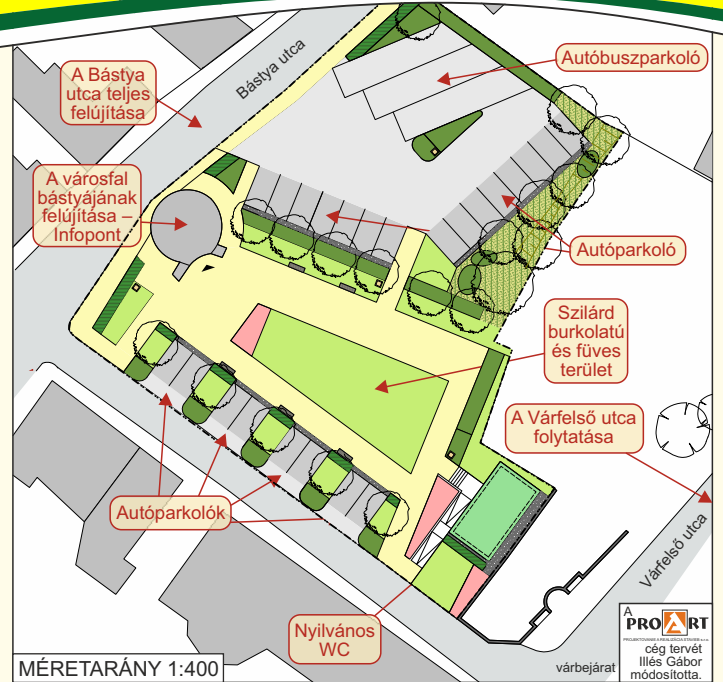 Bástya utca
Autóbuszparkoló
A Bástya
utca teljes
felújítása
A városfal
bástyájának
felújítása –
Infopont
Autóparkoló
Szilárd
burkolatú
és füves
terület
A Várfelső utca
folytatása
Autóparkolók
Várfelső utca
Nyilvános
WC
várbejárat
MÉRETARÁNY 1:400
A
PROART
cég tervét
Illés Gábor
módosította.